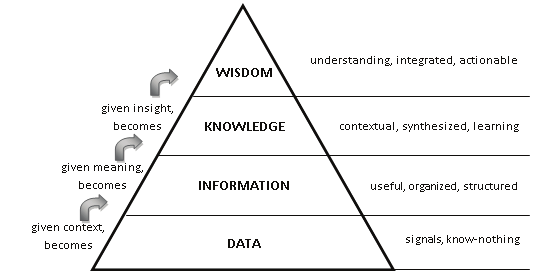 understanding, integrated, actionable
WISDOM
given insight,
becomes
KNOWLEDGE
contextual, synthesized, learning
given meaning,
becomes
INFORMATION
useful, organized, structured
given context,
becomes
DATA
signals, know-nothing